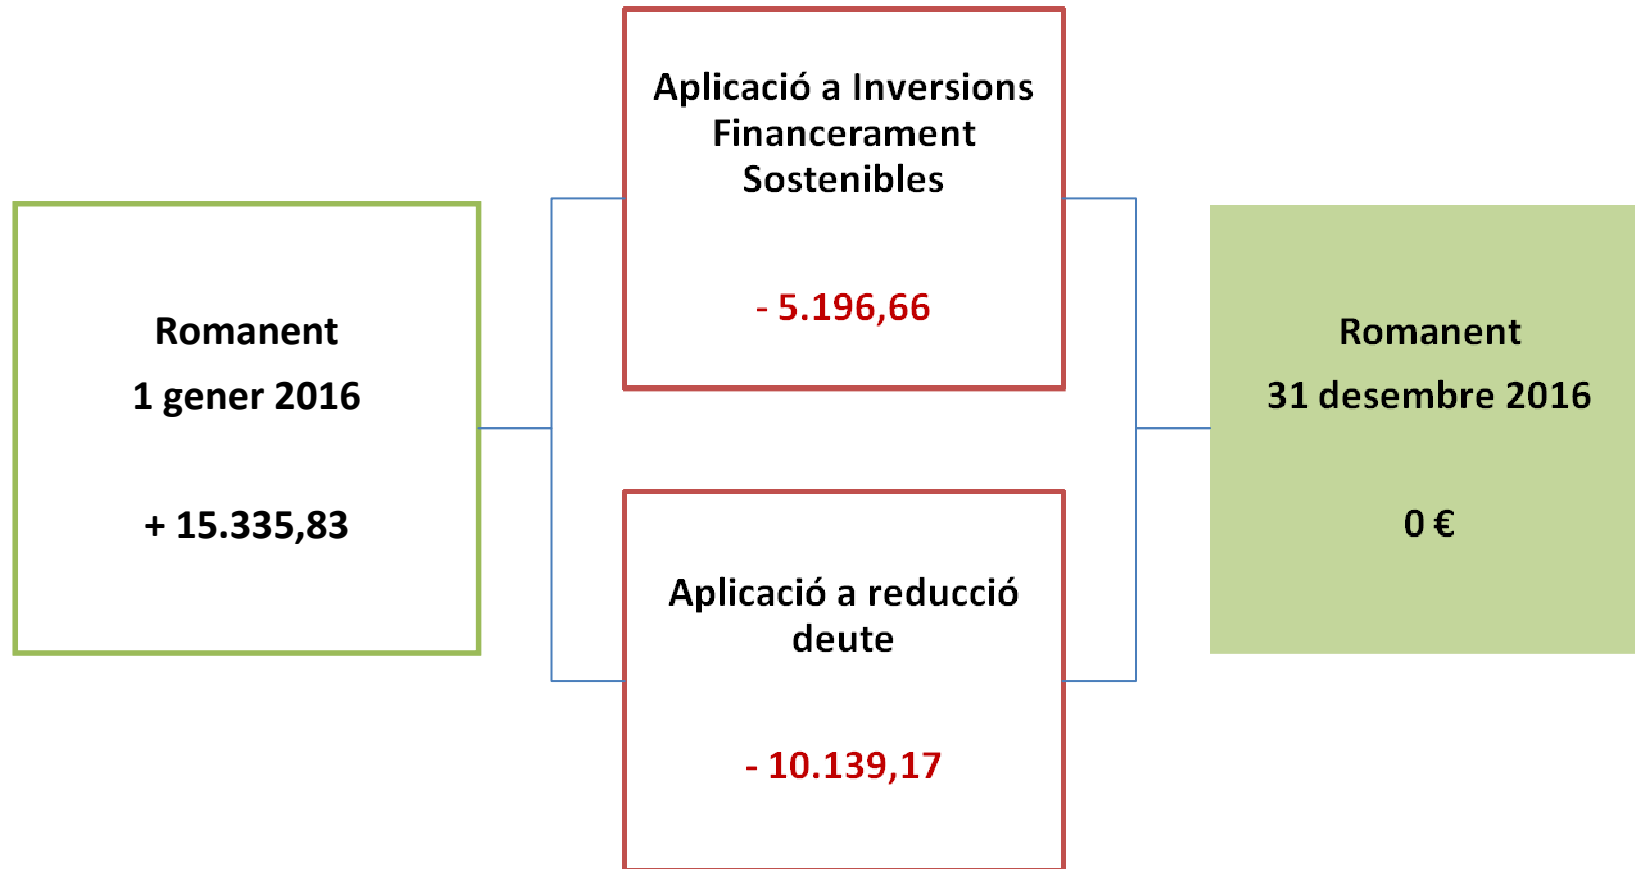 Romanent
1 gener 2016
+ 15.335,83
Aplicació a Inversions
Financerament
Sostenibles
- 5.196,66
Aplicació a reducció
deute
- 10.139,17
Romanent
31 desembre 2016
0 €